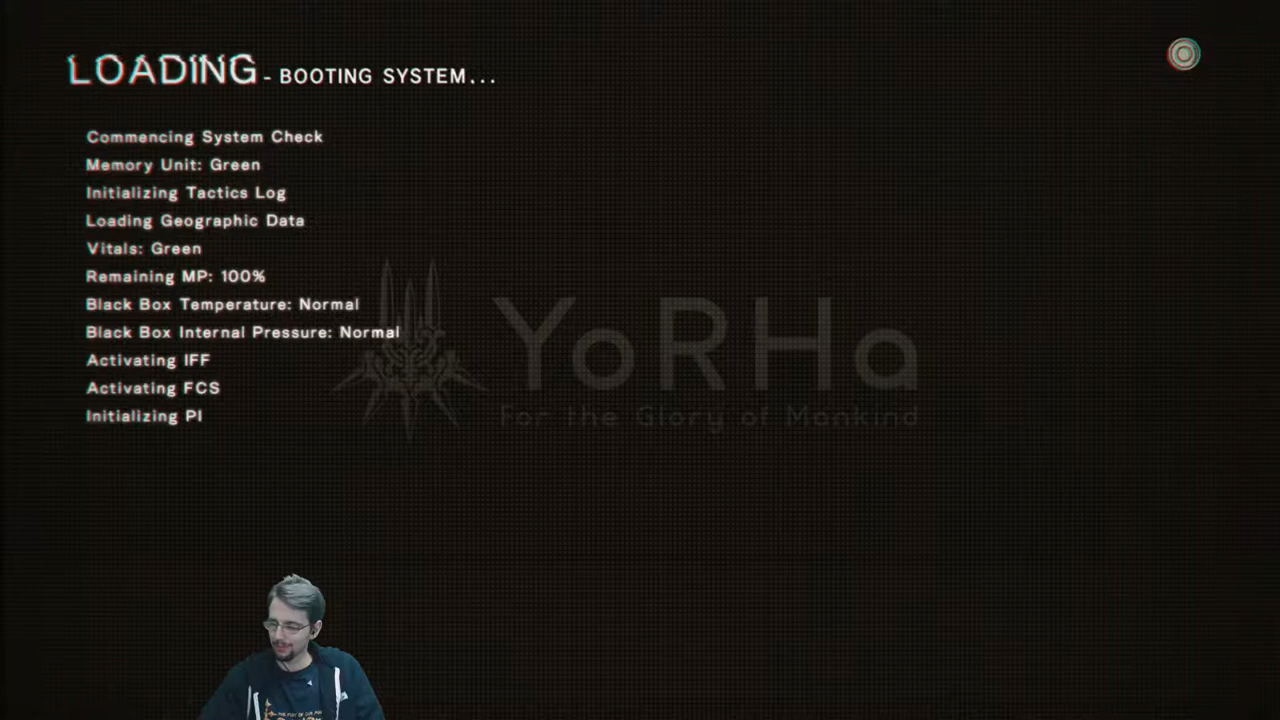 LOADING - BOOTING SYSTEM...
Commencing System Check
Memory Unit: Green
Initializing Tactics Log
Loading Geographic Data
Vitals: Green
Remaining MP: 100%
Black Box Temperature: Normal
Black Box Internal Pressure: Normal
Activating IFF
Activating FCS
Initializing PI
YoRHa
For the Glory of Mankind